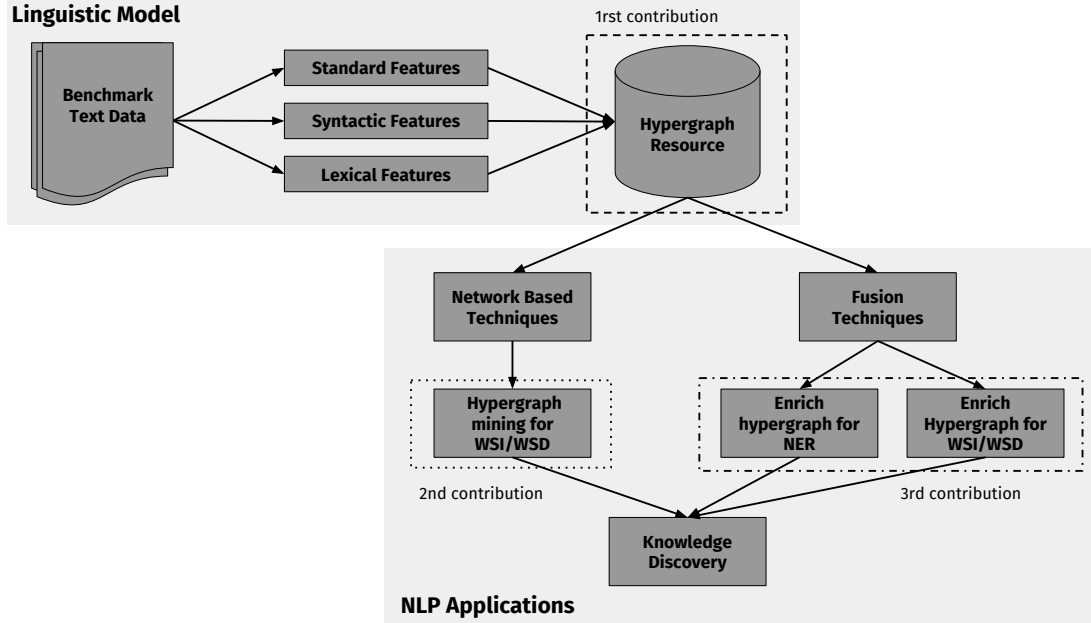 Linguistic Model
1rst contribution
Benchmark
Text Data
Standard Features
Syntactic Features
Lexical Features
Hypergraph
Resource
Network Based
Techniques
Fusion
Techniques
Hypergraph
mining for
WSI/WSD
Enrich
hypergraph for
NER
Enrich
Hypergraph for
WSI/WSD
2nd contribution
3rd contribution
Knowledge
Discovery
NLP Applications